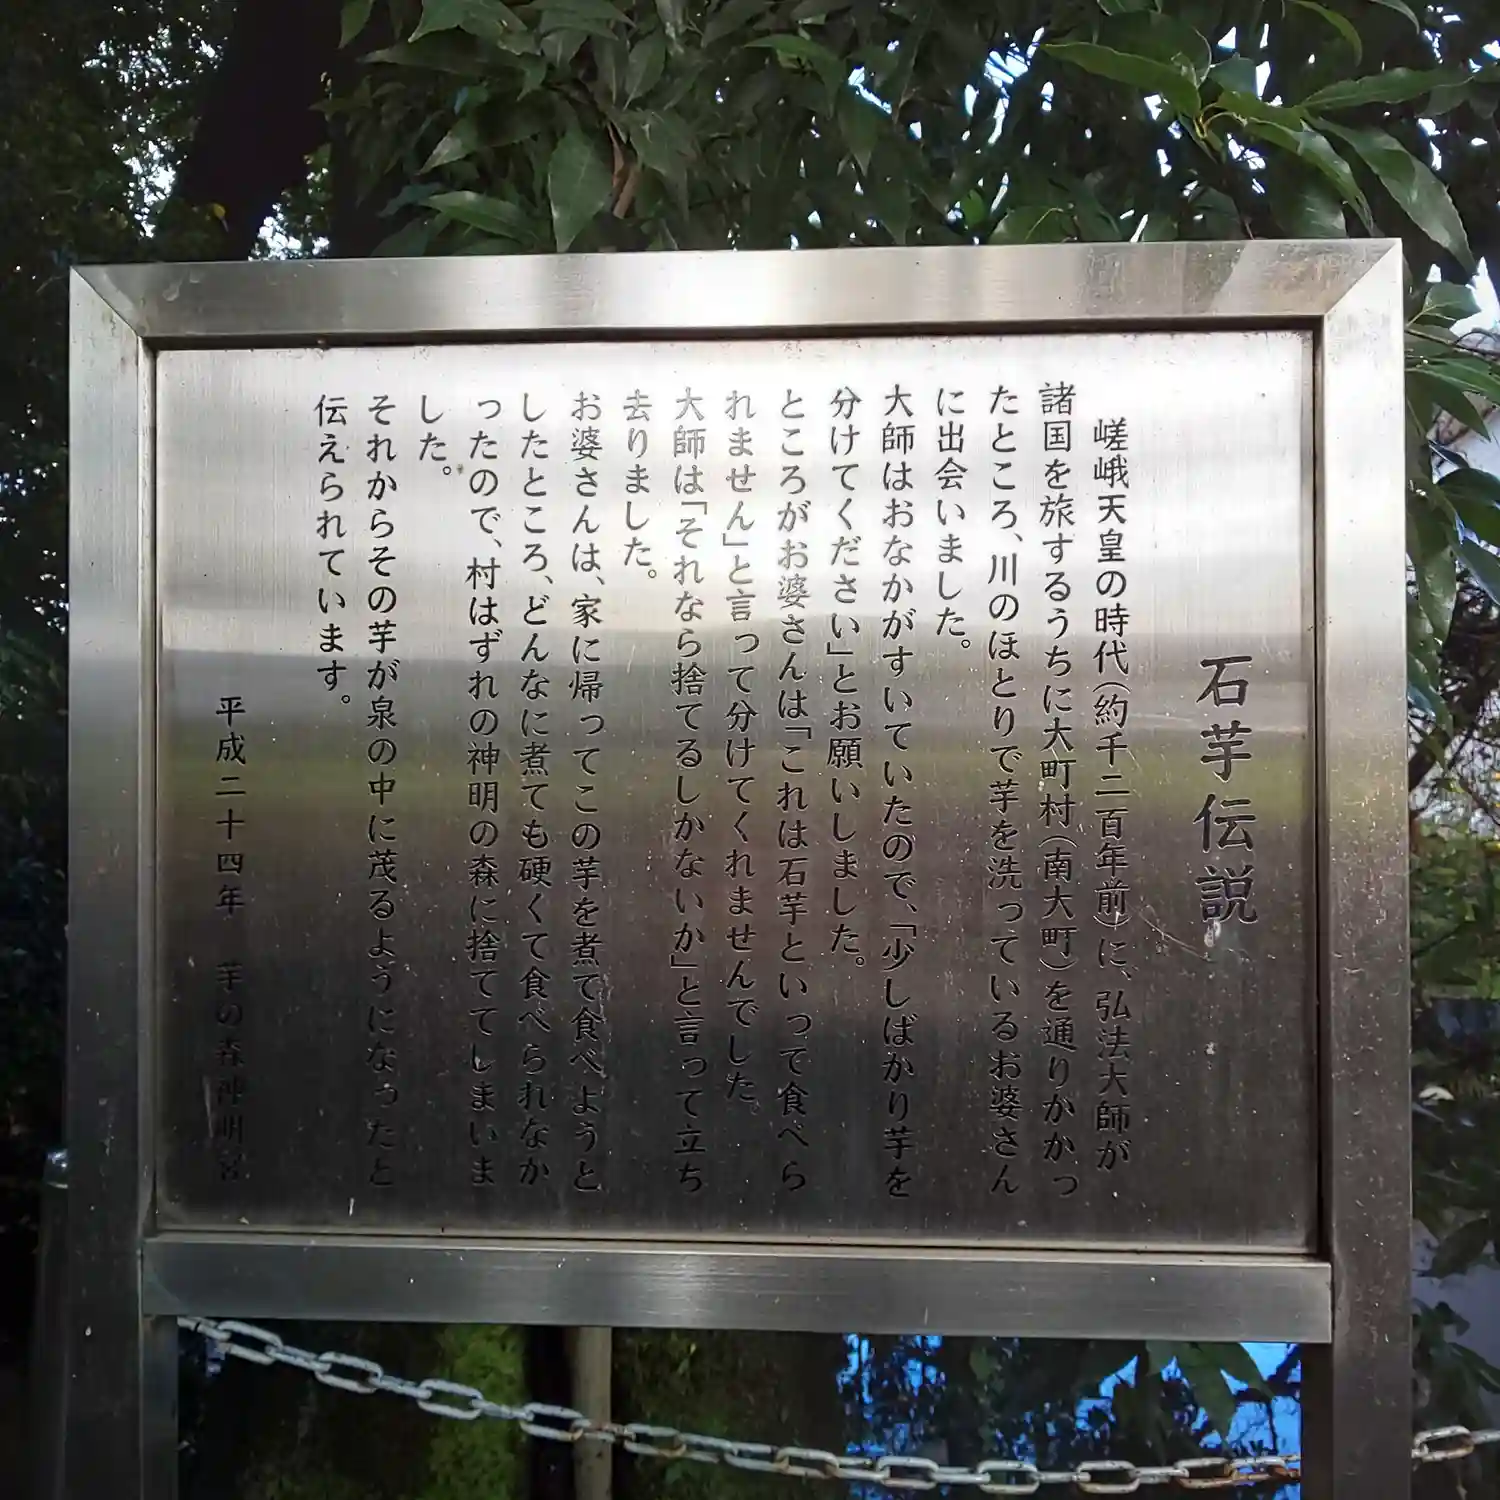 石芋伝説
嵯峨天皇の時代(約千二百年前)に、弘法大師が
諸国を旅するうちに大町村(南大町)を通りかかっ
たところ、川のほとりで芋を洗っているお婆さん
に出会いました。
大師はおなかがすいていたので、「少しばかり芋を
分けてください」とお願いしました。
ところがお婆さんは「これは石芋といって食べら
れません」と言って分けてくれませんでした。
大師は「それなら捨てるしかないか」と言って立ち
去りました。
お婆さんは、家に帰ってこの芋を煮て食べようと
したところ、どんなに煮ても硬くて食べられなか
ったので、村はずれの神明の森に捨ててしまいま
した。
それからその芋が泉の中に茂るようになったと
伝えられています。
平成二十四年 芋の森神明宮